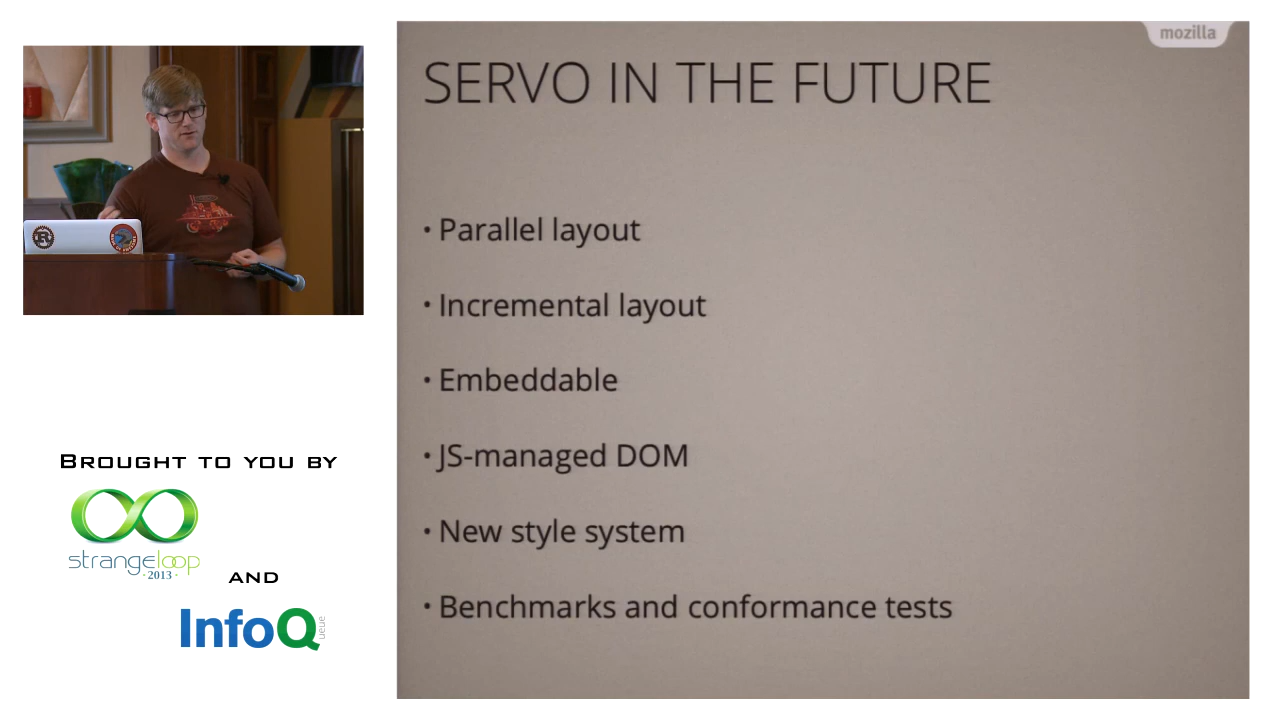 mozilla
SERVO IN THE FUTURE
• Parallel layout
• Incremental layout
• Embeddable
• JS-managed DOM
• New style system
• Benchmarks and conformance tests
R
BROUGHT TO YOU BY
strangeloop
·2013·
AND
InfoQ
ueue